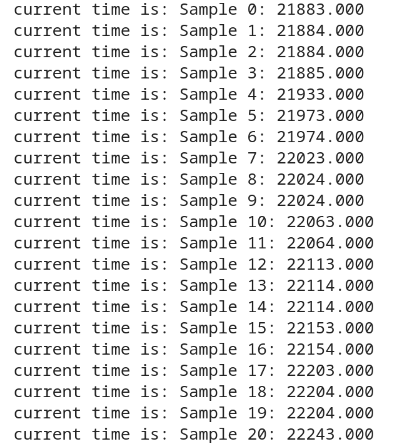 current time is: Sample 0: 21883.000
current time is: Sample 1: 21884.000
current time is: Sample 2: 21884.000
current time is: Sample 3: 21885.000
current time is: Sample 4: 21933.000
current time is: Sample 5: 21973.000
current time is: Sample 6: 21974.000
current time is: Sample 7: 22023.000
current time is: Sample 8: 22024.000
current time is: Sample 9: 22024.000
current time is: Sample 10: 22063.000
current time is: Sample 11: 22064.000
current time is: Sample 12: 22113.000
current time is: Sample 13: 22114.000
current time is: Sample 14: 22114.000
current time is: Sample 15: 22153.000
current time is: Sample 16: 22154.000
current time is: Sample 17: 22203.000
current time is: Sample 18: 22204.000
current time is: Sample 19: 22204.000
current time is: Sample 20: 22243.000